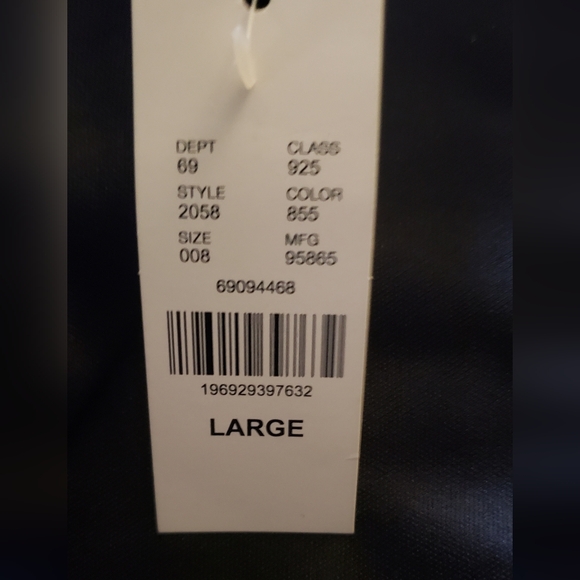 DEPT CLASS
69 925
STYLE COLOR
2058 855
SIZE MFG
008 95865
69094468
196929397632
LARGE